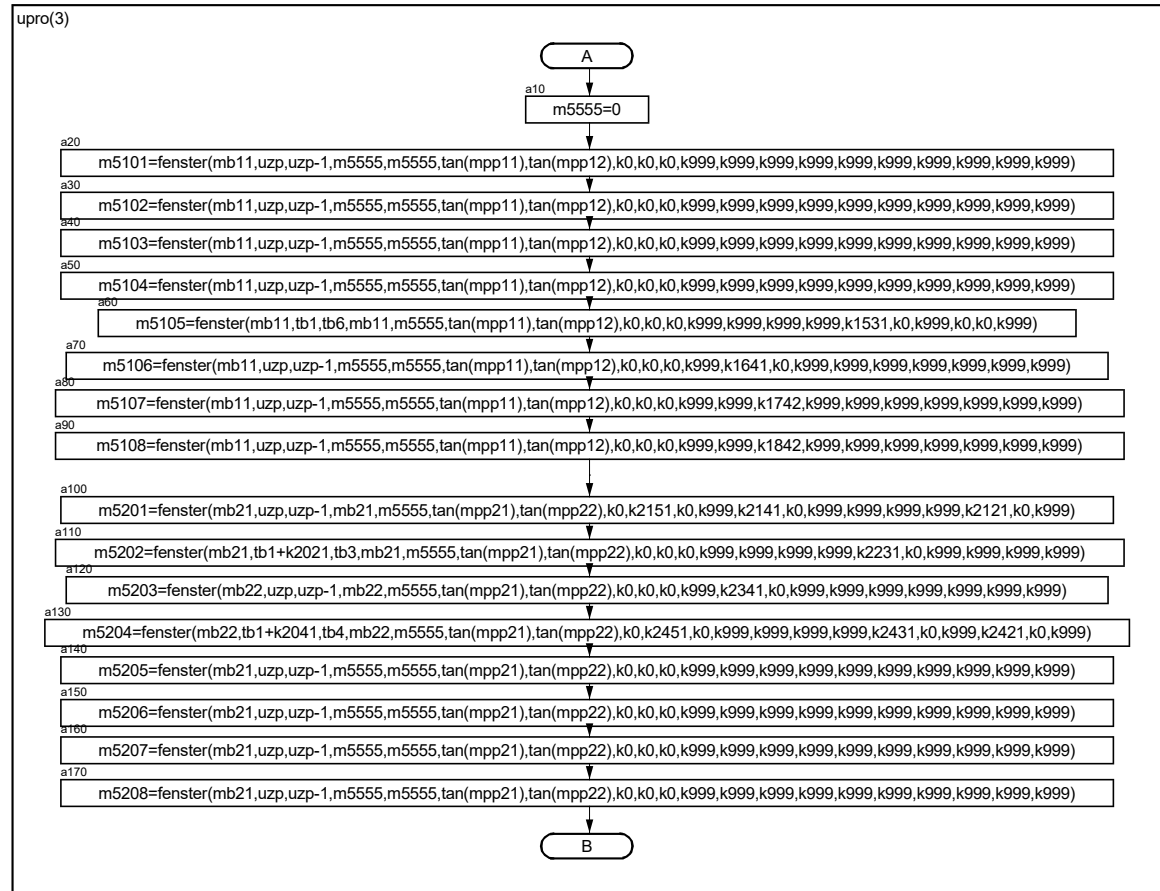 upro(3)
A
a10
m5555=0
a20
m5101=fenster(mb11,uzp,uzp-1,m5555,m5555,tan(mpp11),tan(mpp12),k0,k0,k0,k999,k999,k999,k999,k999,k999,k999,k999,k999,k999)
a30
m5102=fenster(mb11,uzp,uzp-1,m5555,m5555,tan(mpp11),tan(mpp12),k0,k0,k0,k999,k999,k999,k999,k999,k999,k999,k999,k999,k999)
a40
m5103=fenster(mb11,uzp,uzp-1,m5555,m5555,tan(mpp11),tan(mpp12),k0,k0,k0,k999,k999,k999,k999,k999,k999,k999,k999,k999,k999)
a50
m5104=fenster(mb11,uzp,uzp-1,m5555,m5555,tan(mpp11),tan(mpp12),k0,k0,k0,k999,k999,k999,k999,k999,k999,k999,k999,k999,k999)
a60
m5105=fenster(mb11,tb1,tb6,mb11,m5555,tan(mpp11),tan(mpp12),k0,k0,k0,k999,k999,k999,k999,k1531,k0,k999,k0,k0,k999)
a70
m5106=fenster(mb11,uzp,uzp-1,m5555,m5555,tan(mpp11),tan(mpp12),k0,k0,k0,k999,k1641,k0,k999,k999,k999,k999,k999,k999,k999)
a80
m5107=fenster(mb11,uzp,uzp-1,m5555,m5555,tan(mpp11),tan(mpp12),k0,k0,k0,k999,k999,k1742,k999,k999,k999,k999,k999,k999,k999)
a90
m5108=fenster(mb11,uzp,uzp-1,m5555,m5555,tan(mpp11),tan(mpp12),k0,k0,k0,k999,k999,k1842,k999,k999,k999,k999,k999,k999,k999)
a100
m5201=fenster(mb21,uzp,uzp-1,mb21,m5555,tan(mpp21),tan(mpp22),k0,k2151,k0,k999,k2141,k0,k999,k999,k999,k999,k2121,k0,k999)
a110
m5202=fenster(mb21,tb1+k2021,tb3,mb21,m5555,tan(mpp21),tan(mpp22),k0,k0,k0,k999,k999,k999,k999,k2231,k0,k999,k999,k999,k999)
a120
m5203=fenster(mb22,uzp,uzp-1,mb22,m5555,tan(mpp21),tan(mpp22),k0,k0,k0,k999,k2341,k0,k999,k999,k999,k999,k999,k999,k999)
a130
m5204=fenster(mb22,tb1+k2041,tb4,mb22,m5555,tan(mpp21),tan(mpp22),k0,k2451,k0,k999,k999,k999,k999,k2431,k0,k999,k2421,k0,k999)
a140
m5205=fenster(mb21,uzp,uzp-1,m5555,m5555,tan(mpp21),tan(mpp22),k0,k0,k0,k999,k999,k999,k999,k999,k999,k999,k999,k999,k999)
a150
m5206=fenster(mb21,uzp,uzp-1,m5555,m5555,tan(mpp21),tan(mpp22),k0,k0,k0,k999,k999,k999,k999,k999,k999,k999,k999,k999,k999)
a160
m5207=fenster(mb21,uzp,uzp-1,m5555,m5555,tan(mpp21),tan(mpp22),k0,k0,k0,k999,k999,k999,k999,k999,k999,k999,k999,k999,k999)
a170
m5208=fenster(mb21,uzp,uzp-1,m5555,m5555,tan(mpp21),tan(mpp22),k0,k0,k0,k999,k999,k999,k999,k999,k999,k999,k999,k999,k999)
B